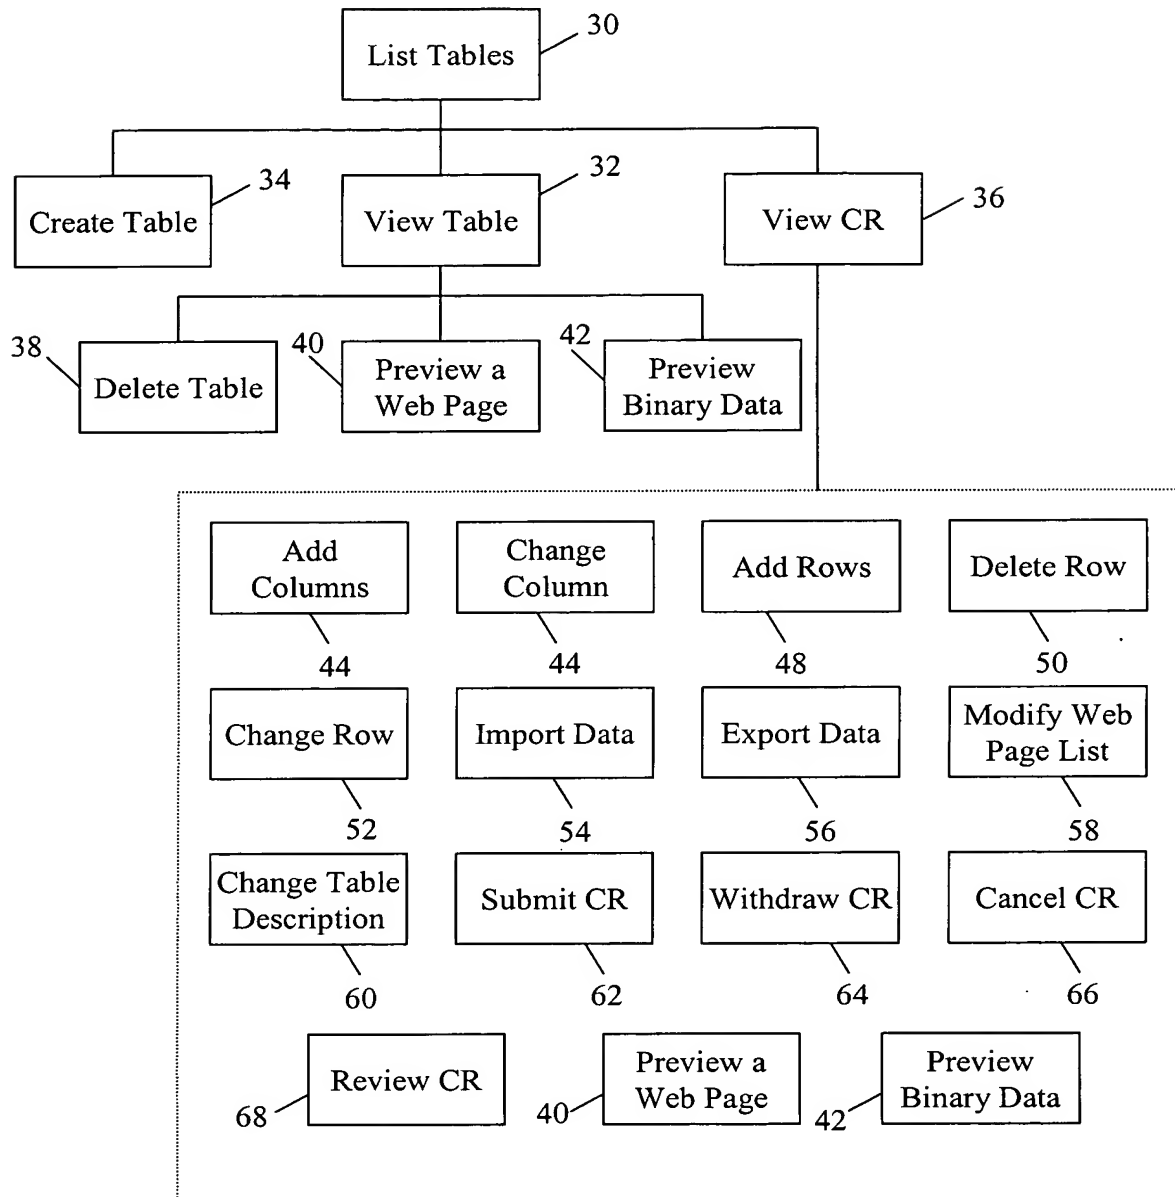 30
List Tables
34
32
36
Create Table
View Table
View CR
38
40
42
Delete Table
Preview a
Web Page
Preview
Binary Data
Add
Columns
Change
Column
Add Rows
Delete Row
44
44
48
50
Change Row
Import Data
Export Data
Modify Web
Page List
52
54
56
58
Change Table
Description
Submit CR
Withdraw CR
Cancel CR
60
62
64
66
Review CR
Preview a
Web Page
Preview
Binary Data
68
40
42